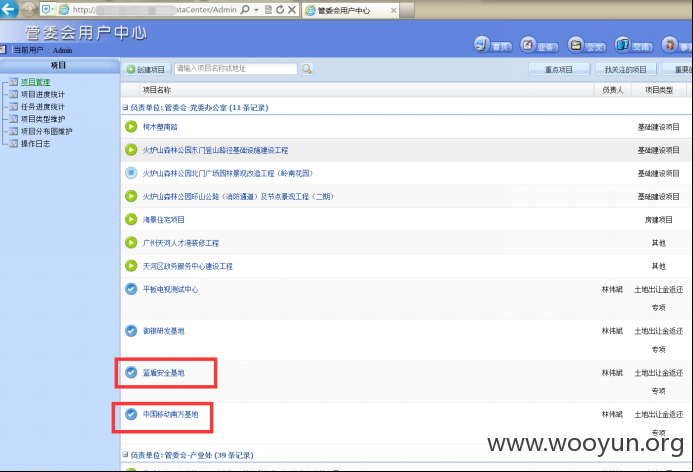 http://
ataCenter/Admin
管委会用户中心
管委会用户中心
首页
业务
公文
交流
当前用户：Admin
项目
创建项目
请输入项目名称或地址
重点项目
我关注的项目
重要的
项目管理
项目进度统计
任务进度统计
项目类型维护
项目分布图维护
操作日志
项目名称 负责人 项目类型
负责单位: 管委会-党委办公室 (11 条记录)
柯木塱南路 基础建设项目
火炉山森林公园东门登山路径基础设施建设工程 基础建设项目
火炉山森林公园北门广场园林景观改造工程（岭南花园） 基础建设项目
火炉山森林公园环山公路（消防通道）及节点景观工程（二期） 基础建设项目
海景住宅项目 房建项目
广州天河人才港装修工程 其他
天河区政务服务中心建设工程 其他
平板电视测试中心 林伟斌 土地出让金返还
专项
御银研发基地 林伟斌 土地出让金返还
专项
蓝盾安全基地 林伟斌 土地出让金返还
专项
中国移动南方基地 林伟斌 土地出让金返还
专项
负责单位: 管委会-产业处 (39 条记录)
www.wooyun.org